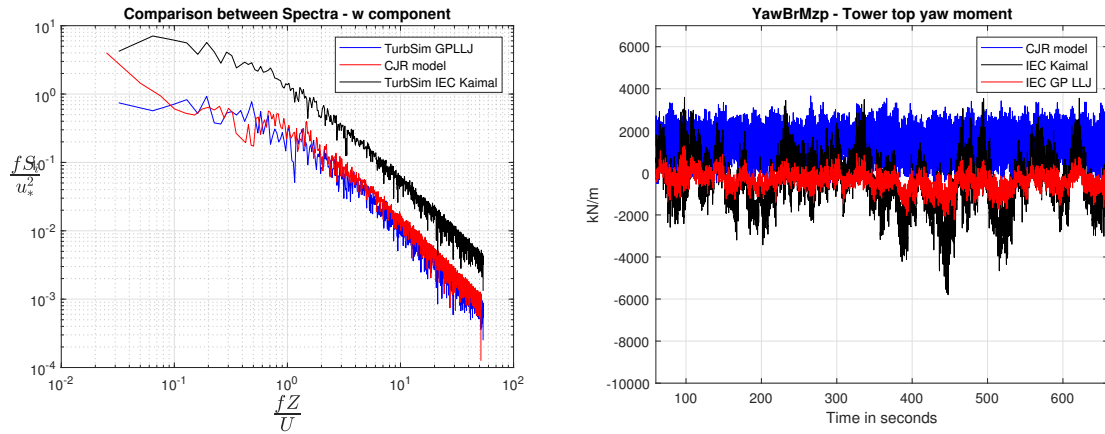 Comparison between Spectra - w component
TurbSim GPLLJ
CJR model
TurbSim IEC Kaimal
10^1
10^0
10^-1
10^-2
10^-3
10^-4
10^-2
10^-1
10^0
10^1
10^2
fZ
U
YawBrMzp - Tower top yaw moment
CJR model
IEC Kaimal
IEC GP LLJ
6000
4000
2000
0
-2000
-4000
-6000
-8000
-10000
kN/m
100
200
300
400
500
600
Time in seconds